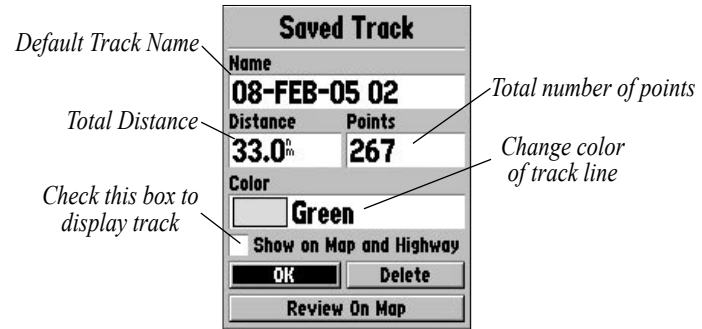 Saved Track
Default Track Name
Name
08-FEB-05 02
Total number of points
Total Distance
Distance Points
33.0 nm 267
Change color
of track line
Color
Check this box to
display track
Green
Show on Map and Highway
OK Delete
Review On Map